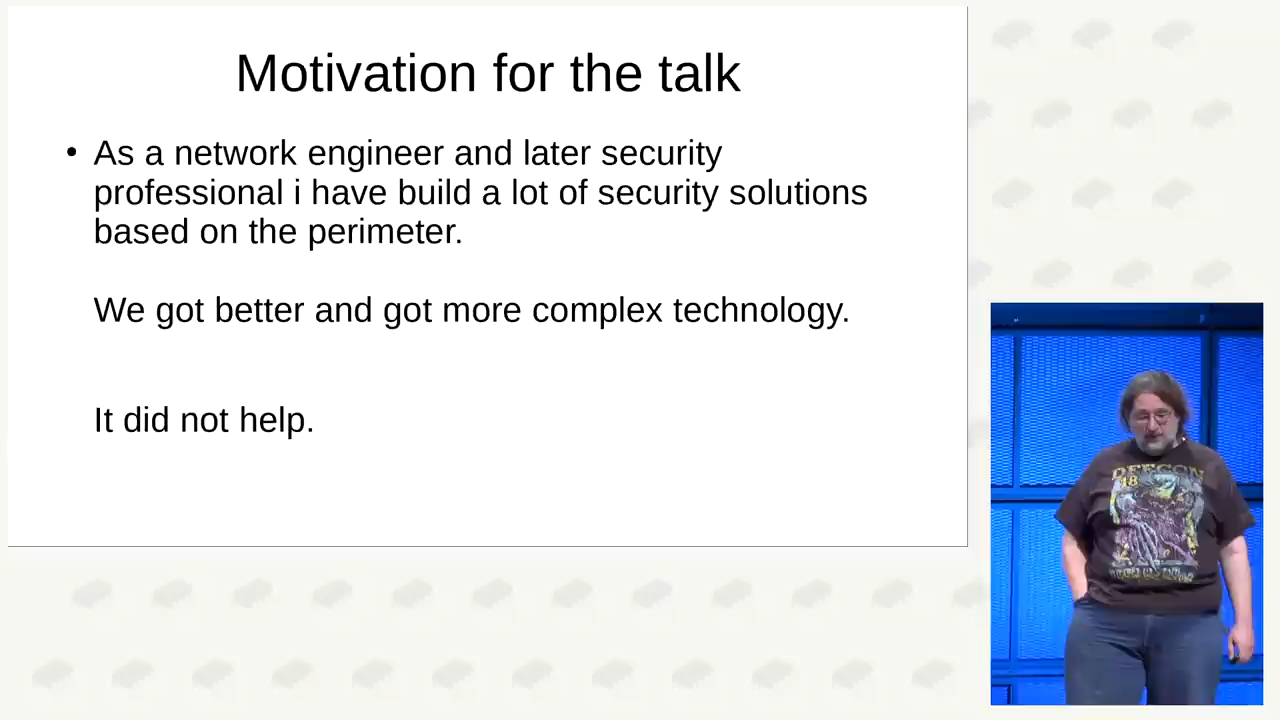 Motivation for the talk
• As a network engineer and later security
professional i have build a lot of security solutions
based on the perimeter.
We got better and got more complex technology.
It did not help.
DEFCON
18